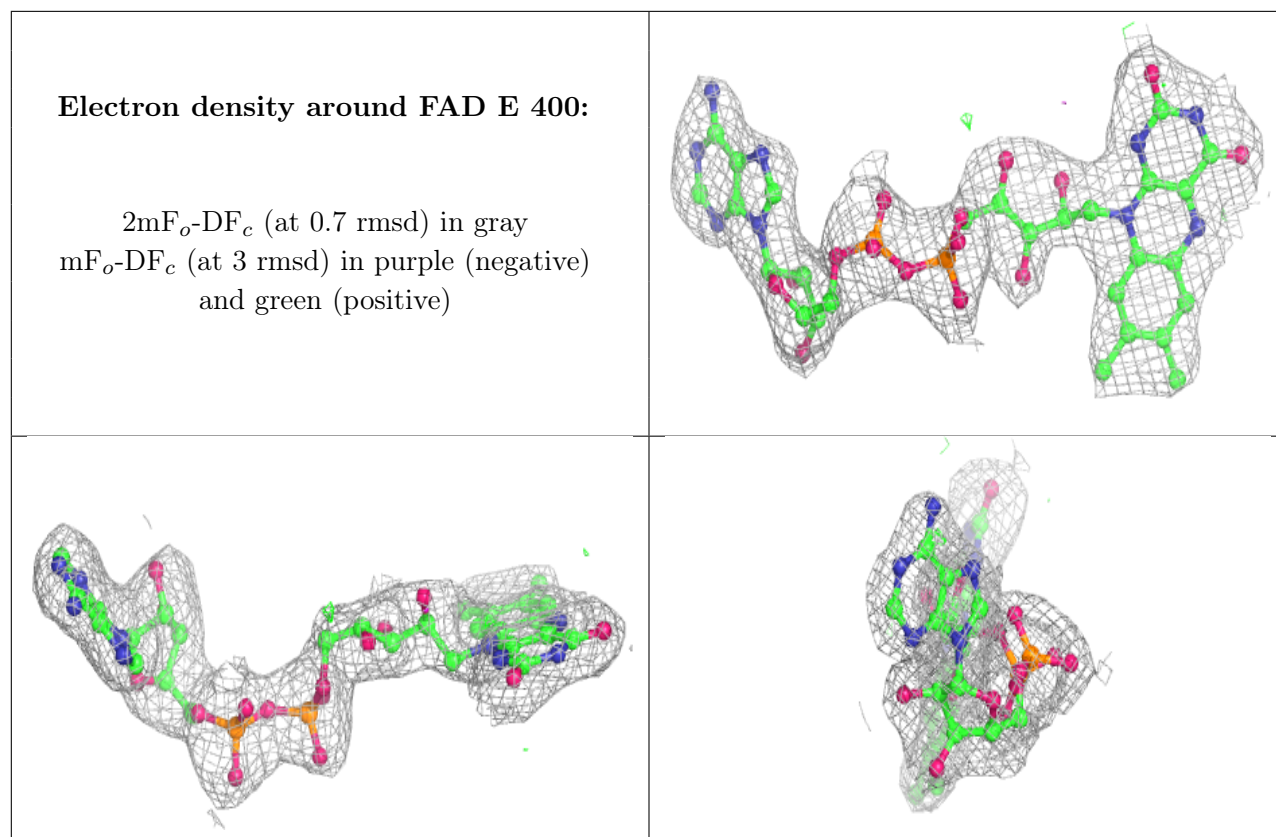 Electron density around FAD E 400:
2mFo-DFc (at 0.7 rmsd) in gray
mFo-DFc (at 3 rmsd) in purple (negative)
and green (positive)